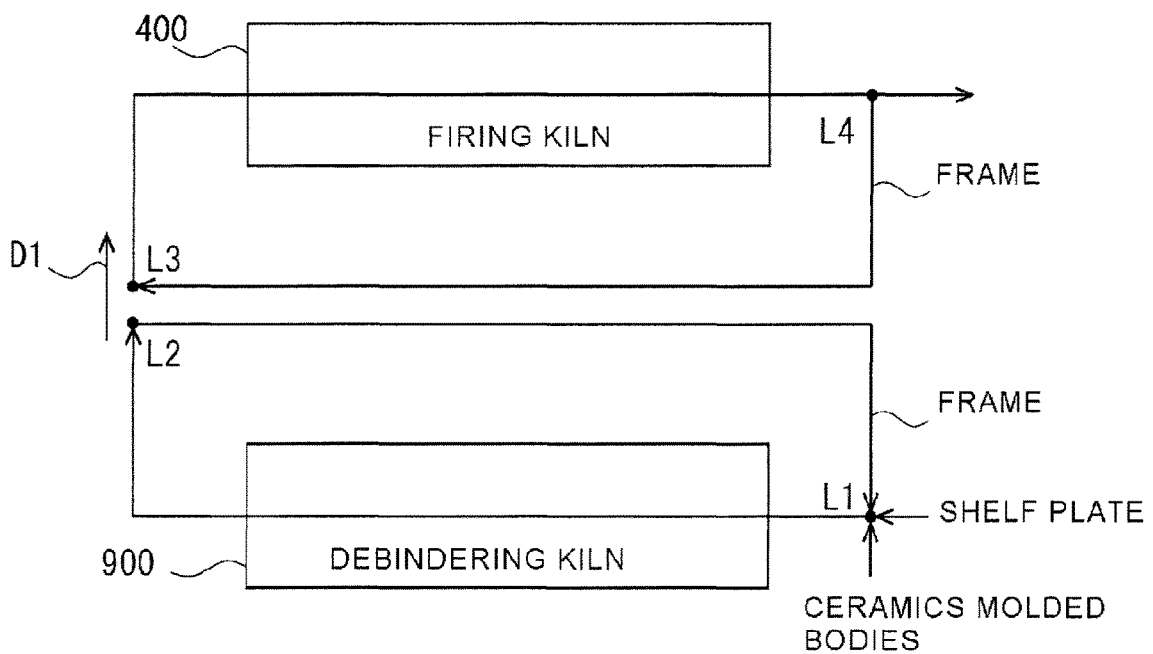 400
FIRING KILN
L4
FRAME
D1
L3
L2
FRAME
L1
SHELF PLATE
900
DEBINDERING KILN
CERAMICS MOLDED
BODIES